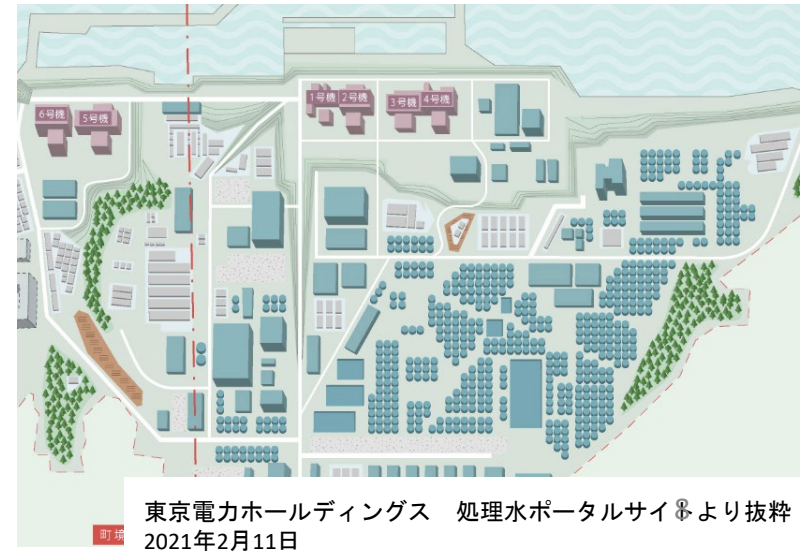 1号機 2号機
3号機 4号機
6号機 5号機
町境
東京電力ホールディングス 処理水ポータルサイトより抜粋
8
2021年2月11日